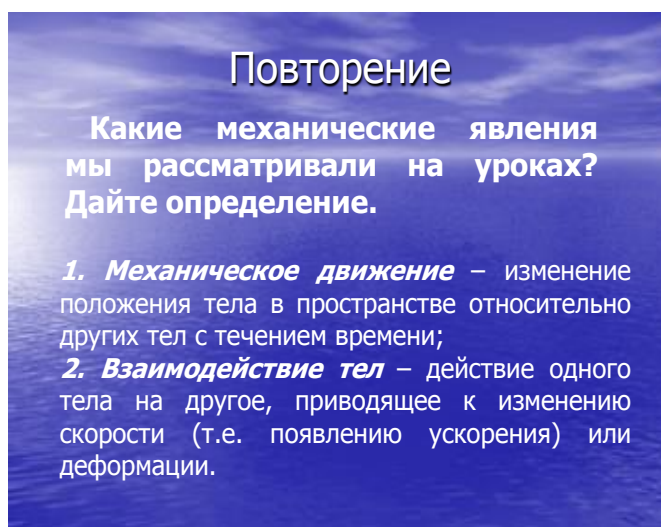 Повторение
Какие механические явления
мы рассматривали на уроках?
Дайте определение.
1. Механическое движение – изменение
положения тела в пространстве относительно
других тел с течением времени;
2. Взаимодействие тел – действие одного
тела на другое, приводящее к изменению
скорости (т.е. появлению ускорения) или
деформации.